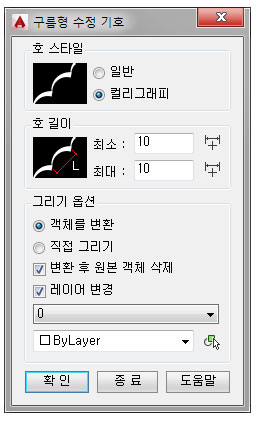 구름형 수정 기호
호 스타일
일반
컬리그래피
호 길이
L
최소 : 10
최대 : 10
그리기 옵션
객체를 변환
직접 그리기
변환 후 원본 객체 삭제
레이어 변경
0
ByLayer
확 인 종 료 도움말